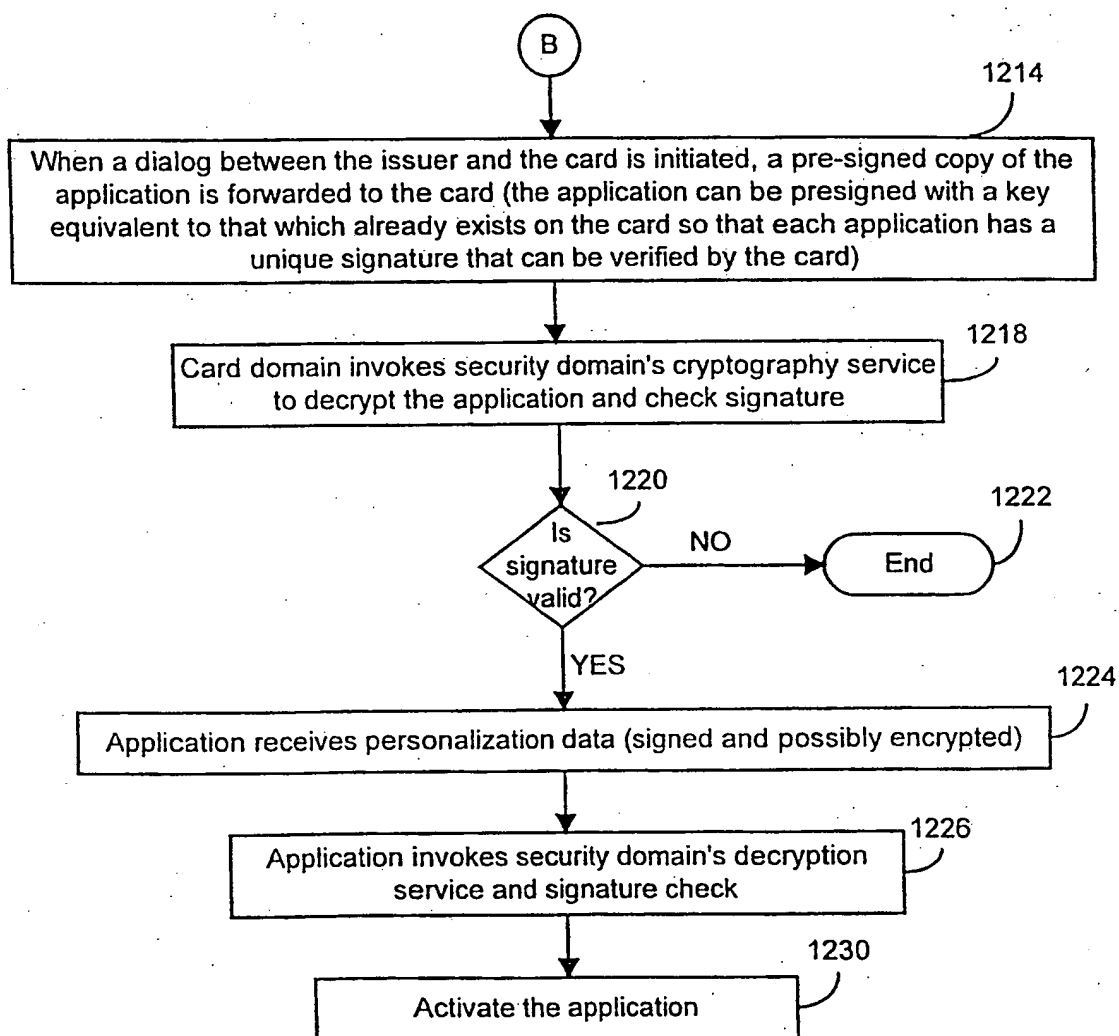 B
1214
When a dialog between the issuer and the card is initiated, a pre-signed copy of the
application is forwarded to the card (the application can be presigned with a key
equivalent to that which already exists on the card so that each application has a
unique signature that can be verified by the card)
1218
Card domain invokes security domain's cryptography service
to decrypt the application and check signature
1220
Is
signature
valid?
NO
1222
End
YES
1224
Application receives personalization data (signed and possibly encrypted)
1226
Application invokes security domain's decryption
service and signature check
1230
Activate the application